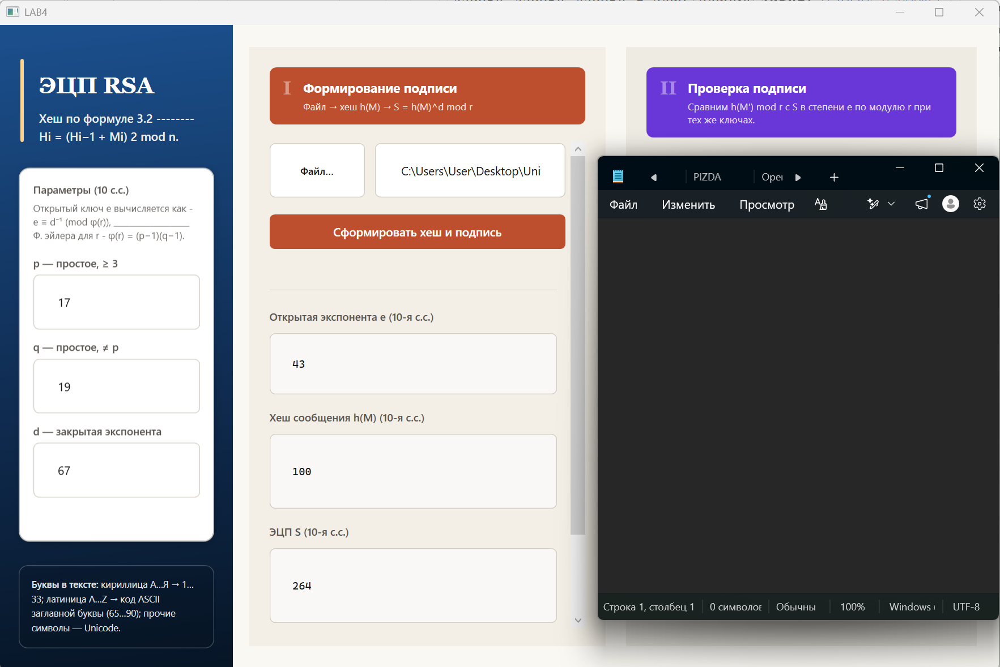 LAB4
ЭЦП RSA
Хеш по формуле 3.2 --------
Hi = (Hi−1 + Mi) 2 mod n.
Параметры (10 с.с.)
Открытый ключ e вычисляется как -
e ≡ d⁻¹ (mod φ(r)), ________________
Ф. эйлера для r - φ(r) = (p−1)(q−1).
p — простое, ≥ 3
17
q — простое, ≠ p
19
d — закрытая экспонента
67
Буквы в тексте: кириллица А…Я → 1…
33; латиница A…Z → код ASCII
заглавной буквы (65…90); прочие
символы — Unicode.
I Формирование подписи
Файл → хеш h(M) → S = h(M)^d mod r
Файл…
C:\Users\User\Desktop\Uni
Сформировать хеш и подпись
Открытая экспонента e (10-я с.с.)
43
Хеш сообщения h(M) (10-я с.с.)
100
ЭЦП S (10-я с.с.)
264
II Проверка подписи
Сравним h(M′) mod r с S в степени e по модулю r при
тех же ключах.
PIZDA
Файл Изменить Просмотр
Строка 1, столбец 1 0 символов Обычны 100% Windows UTF-8